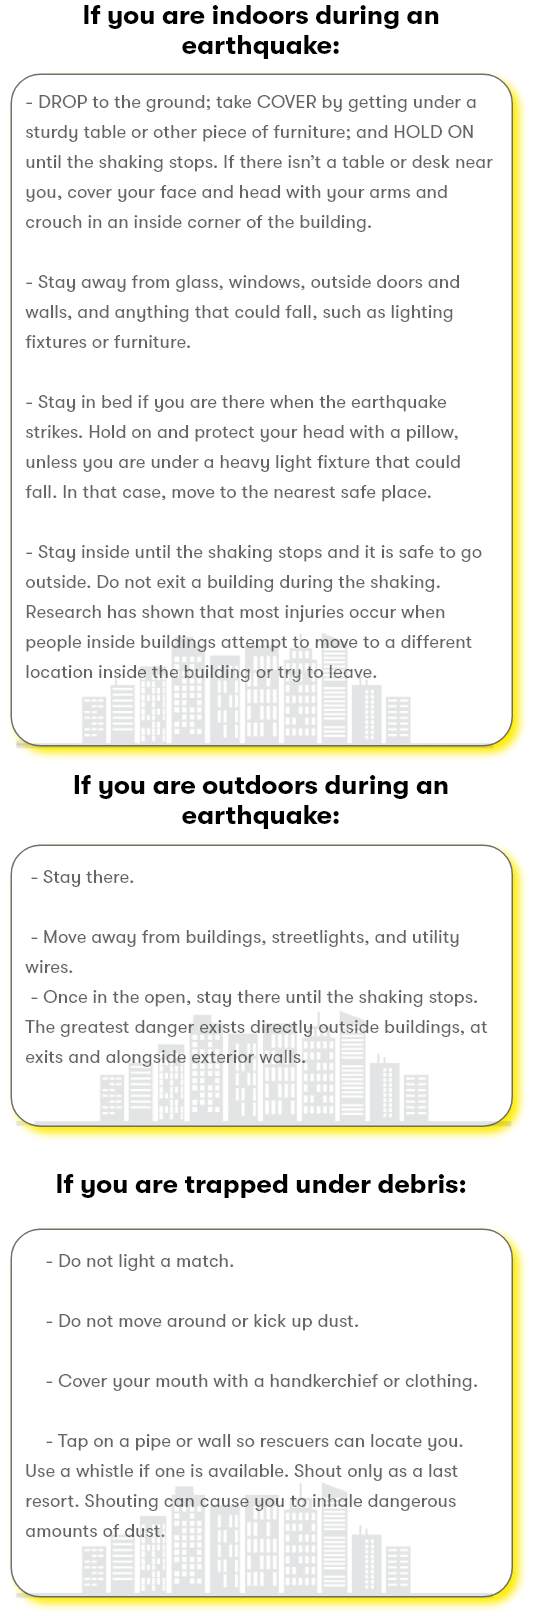 If you are indoors during an
earthquake:
- DROP to the ground; take COVER by getting under a
sturdy table or other piece of furniture; and HOLD ON
until the shaking stops. If there isn’t a table or desk near
you, cover your face and head with your arms and
crouch in an inside corner of the building.
- Stay away from glass, windows, outside doors and
walls, and anything that could fall, such as lighting
fixtures or furniture.
- Stay in bed if you are there when the earthquake
strikes. Hold on and protect your head with a pillow,
unless you are under a heavy light fixture that could
fall. In that case, move to the nearest safe place.
- Stay inside until the shaking stops and it is safe to go
outside. Do not exit a building during the shaking.
Research has shown that most injuries occur when
people inside buildings attempt to move to a different
location inside the building or try to leave.
If you are outdoors during an
earthquake:
- Stay there.
- Move away from buildings, streetlights, and utility
wires.
- Once in the open, stay there until the shaking stops.
The greatest danger exists directly outside buildings, at
exits and alongside exterior walls.
If you are trapped under debris:
- Do not light a match.
- Do not move around or kick up dust.
- Cover your mouth with a handkerchief or clothing.
- Tap on a pipe or wall so rescuers can locate you.
Use a whistle if one is available. Shout only as a last
resort. Shouting can cause you to inhale dangerous
amounts of dust.